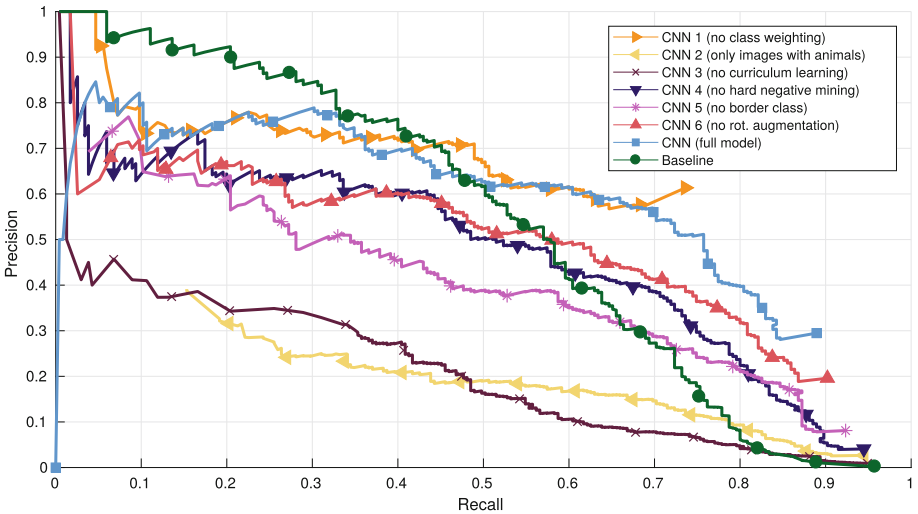 1
0.9
0.8
0.7
0.6
0.5
0.4
0.3
0.2
0.1
0
Precision
CNN 1 (no class weighting)
CNN 2 (only images with animals)
CNN 3 (no curriculum learning)
CNN 4 (no hard negative mining)
CNN 5 (no border class)
CNN 6 (no rot. augmentation)
CNN (full model)
Baseline
0 0.1 0.2 0.3 0.4 0.5 0.6 0.7 0.8 0.9 1
Recall